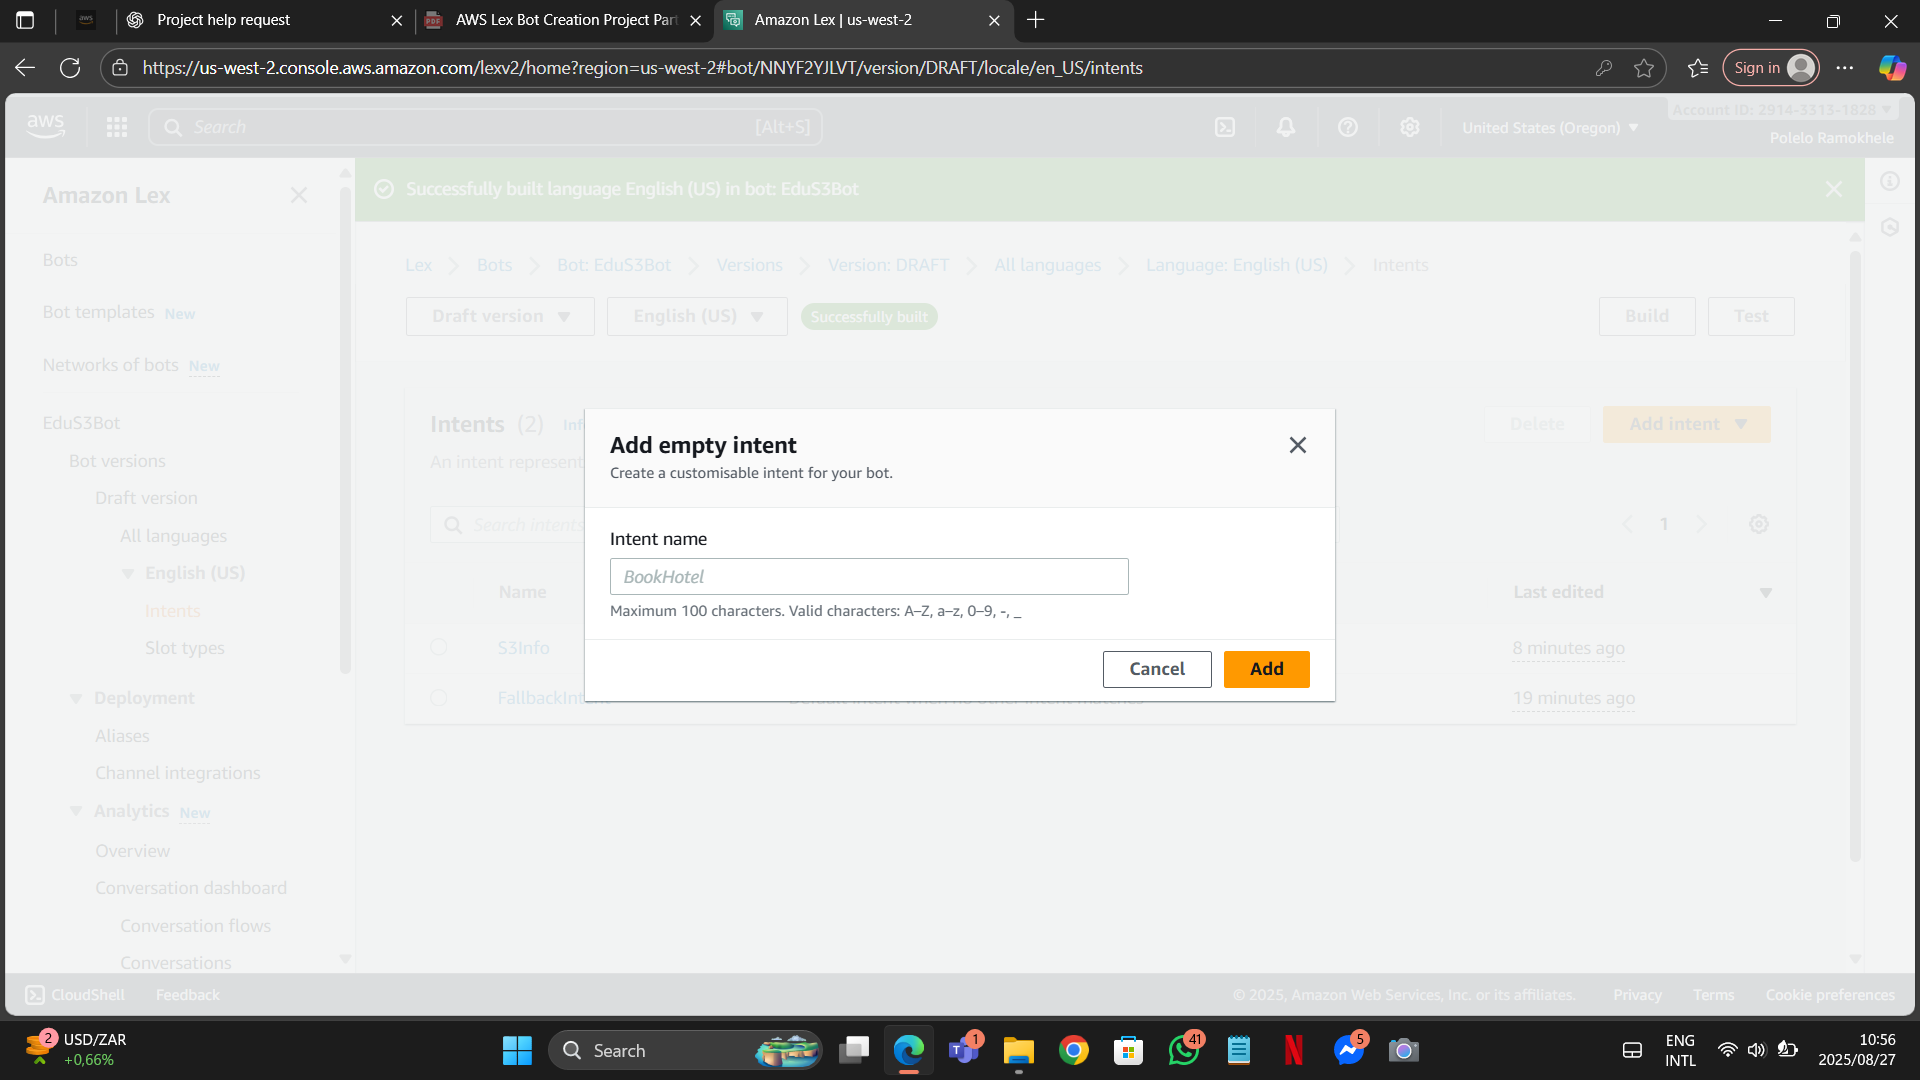 Project help request
AWS Lex Bot Creation Project Part
Amazon Lex | us-west-2
https://us-west-2.console.aws.amazon.com/lexv2/home?region=us-west-2#bot/NNYF2YJLVT/version/DRAFT/locale/en_US/intents
Sign in
aws
Search
[Alt+S]
United States (Oregon)
Account ID: 2914-3313-1828
Polelo Ramokhele
Amazon Lex
Bots
Bot templates New
Networks of bots New
EduS3Bot
Bot versions
Draft version
All languages
English (US)
Intents
Slot types
Deployment
Aliases
Channel integrations
Analytics New
Overview
Conversation dashboard
Conversation flows
Conversations
Successfully built language English (US) in bot: EduS3Bot
Lex
Bots
Bot: EduS3Bot
Versions
Version: DRAFT
All languages
Language: English (US)
Intents
Draft version
English (US)
Successfully built
Build
Test
Intents (2)
An intent represent
Delete
Add intent
Search intents
1
Name
Last edited
S3Info
8 minutes ago
19 minutes ago
Add empty intent
Create a customisable intent for your bot.
Intent name
BookHotel
Maximum 100 characters. Valid characters: A–Z, a–z, 0–9, -, _
Cancel
Add
CloudShell
Feedback
© 2025, Amazon Web Services, Inc. or its affiliates.
Privacy
Terms
Cookie preferences
2
USD/ZAR
+0,66%
Search
1
41
5
ENG
INTL
10:56
2025/08/27